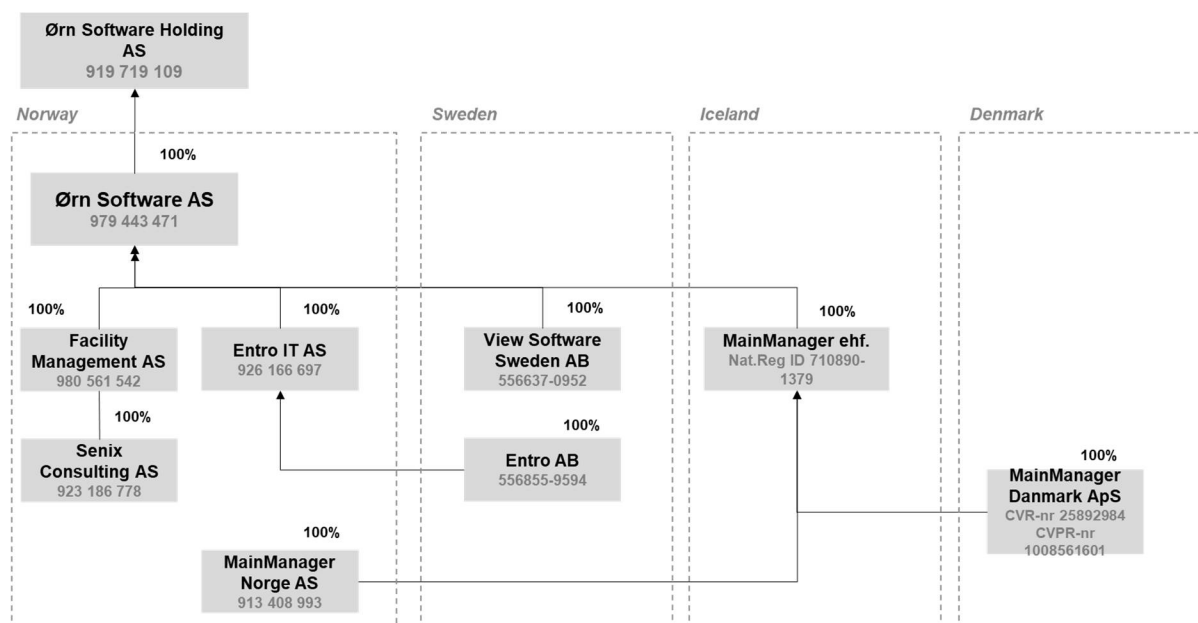 Ørn Software Holding
AS
919 719 109
Norway
Sweden
Iceland
Denmark
100%
Ørn Software AS
979 443 471
100%
100%
100%
100%
Facility
Management AS
980 561 542
Entro IT AS
926 166 697
View Software
Sweden AB
556637-0952
MainManager ehf.
Nat.Reg ID 710890-
1379
100%
Senix
Consulting AS
923 186 778
100%
Entro AB
556855-9594
100%
MainManager
Danmark ApS
CVR-nr 25892984
CVPR-nr
1008561601
100%
MainManager
Norge AS
913 408 993